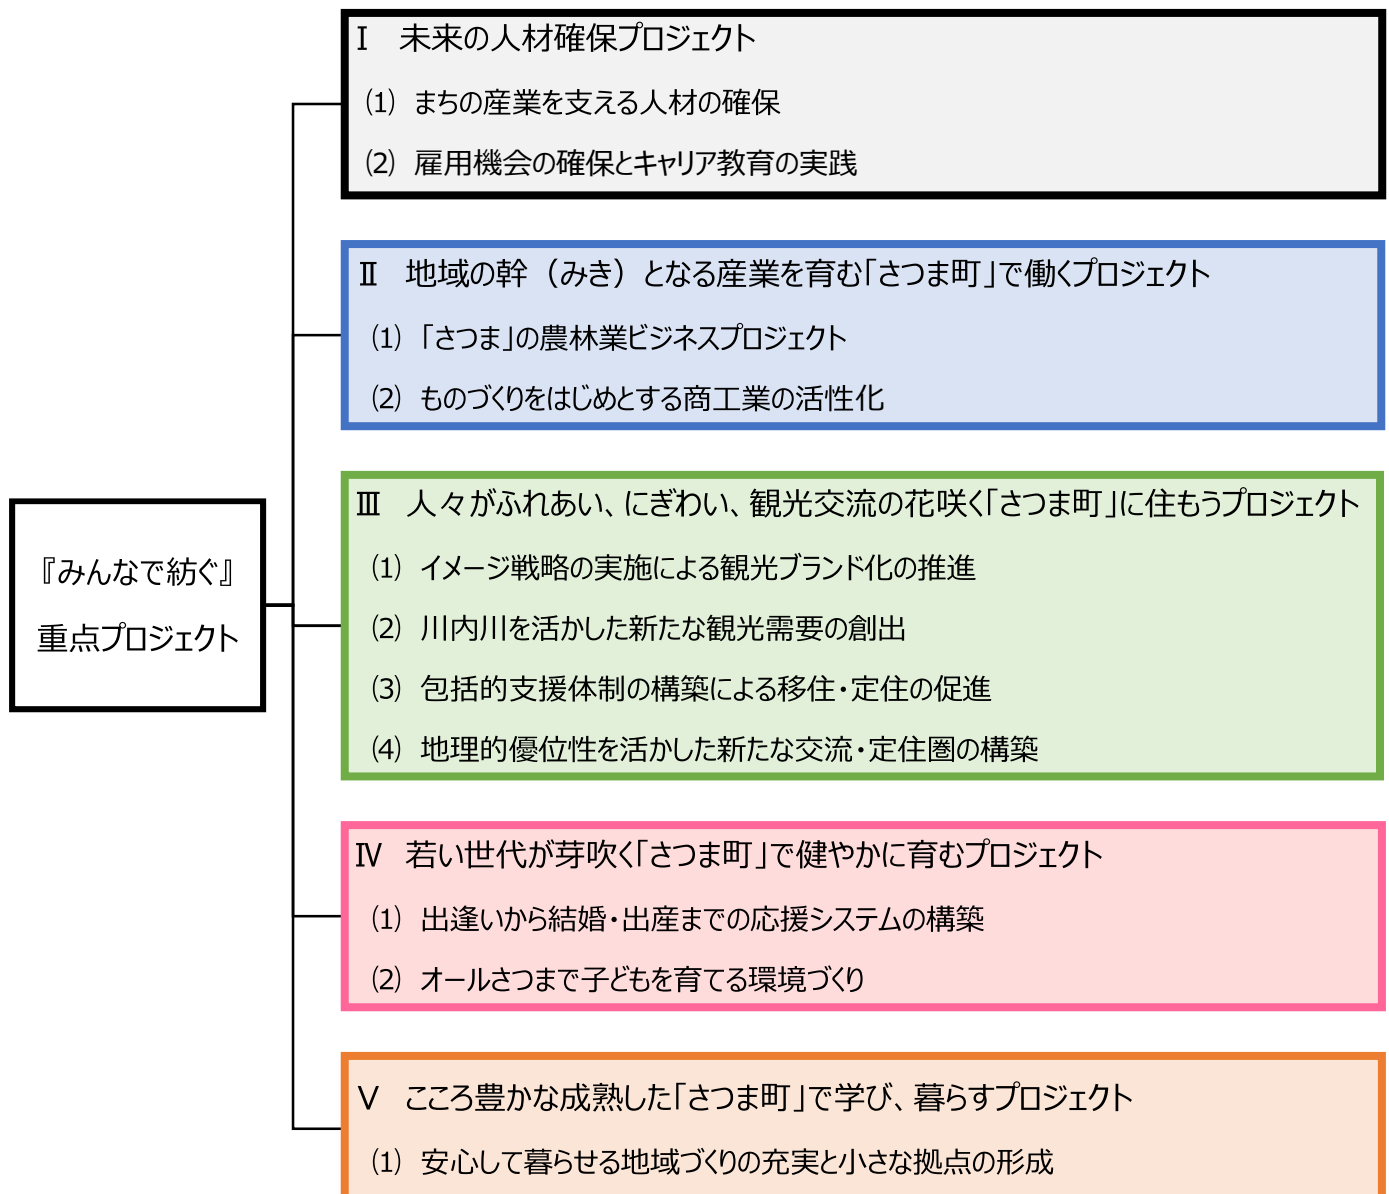 Ⅰ　未来の人材確保プロジェクト
⑴ まちの産業を支える人材の確保
⑵ 雇用機会の確保とキャリア教育の実践
Ⅱ　地域の幹（みき）となる産業を育む「さつま町」で働くプロジェクト
⑴ 「さつま」の農林業ビジネスプロジェクト
⑵ ものづくりをはじめとする商工業の活性化
『みんなで紡ぐ』
重点プロジェクト
Ⅲ　人々がふれあい、にぎわい、観光交流の花咲く「さつま町」に住もうプロジェクト
⑴ イメージ戦略の実施による観光ブランド化の推進
⑵ 川内川を活かした新たな観光需要の創出
⑶ 包括的支援体制の構築による移住・定住の促進
⑷ 地理的優位性を活かした新たな交流・定住圏の構築
Ⅳ　若い世代が芽吹く「さつま町」で健やかに育むプロジェクト
⑴ 出逢いから結婚・出産までの応援システムの構築
⑵ オールさつまで子どもを育てる環境づくり
Ⅴ　こころ豊かな成熟した「さつま町」で学び、暮らすプロジェクト
⑴ 安心して暮らせる地域づくりの充実と小さな拠点の形成